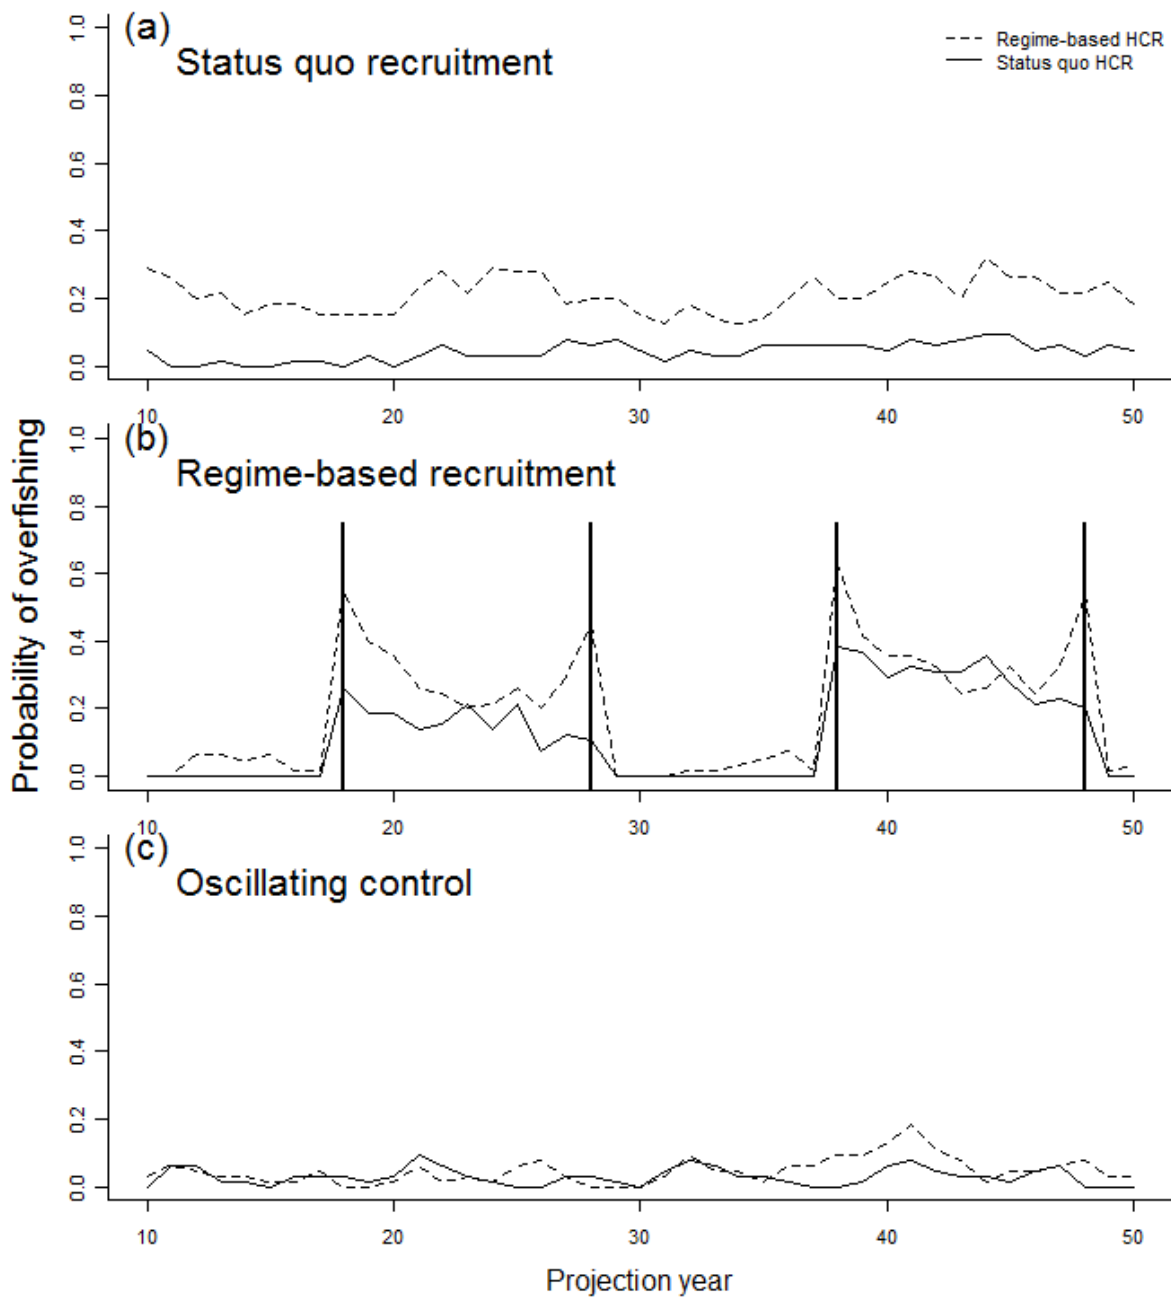 (a)
Status quo recruitment
Regime-based HCR
Status quo HCR
1.0
0.8
0.6
0.4
0.2
0.0
10 20 30 40 50
(b)
Regime-based recruitment
1.0
0.8
0.6
0.4
0.2
0.0
10 20 30 40 50
Probability of overfishing
(c)
Oscillating control
1.0
0.8
0.6
0.4
0.2
0.0
10 20 30 40 50
Projection year